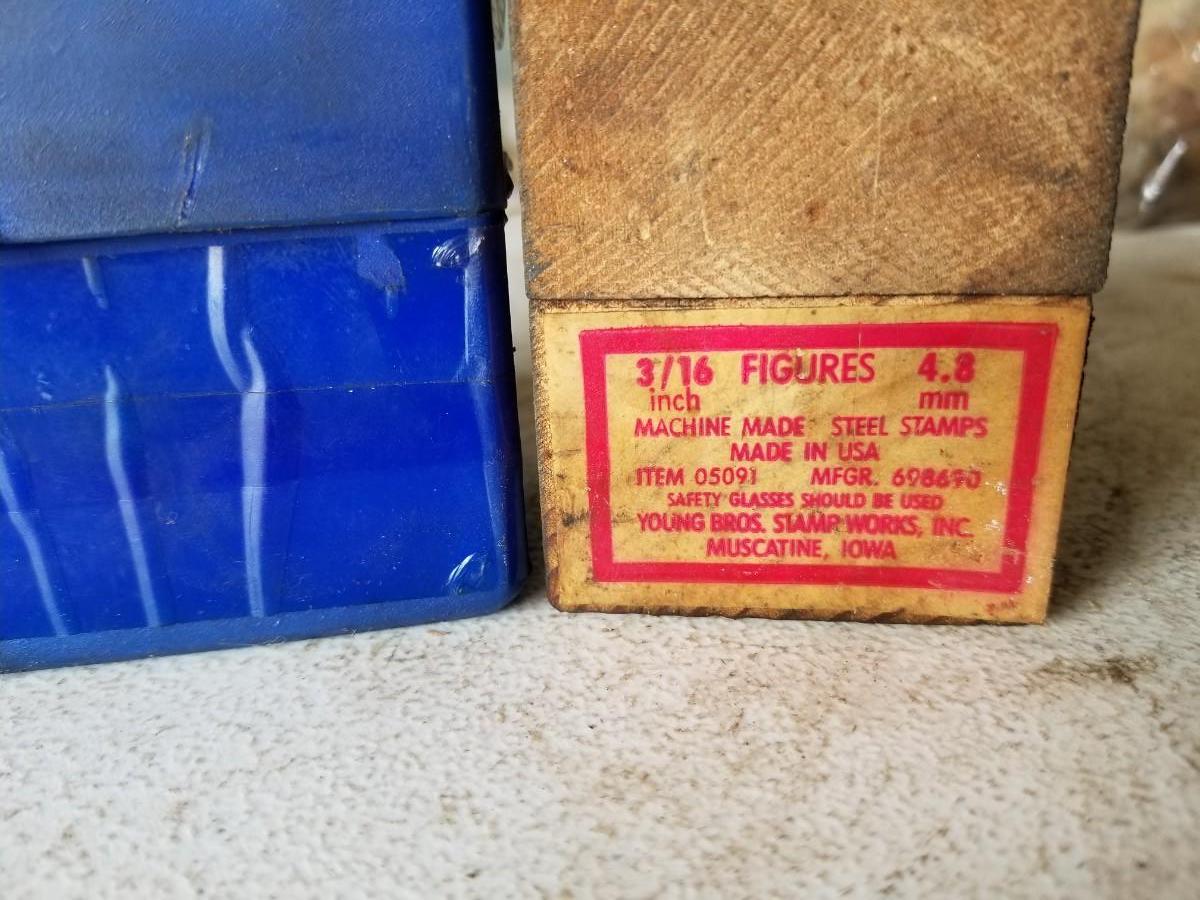 3/16 FIGURES 4.8
inch mm
MACHINE MADE STEEL STAMPS
MADE IN USA
ITEM 05091 MFGR.
SAFETY GLASSES SHOULD BE USED
YOUNG BROS. STAMP WORKS, INC.
MUSCATINE, IOWA